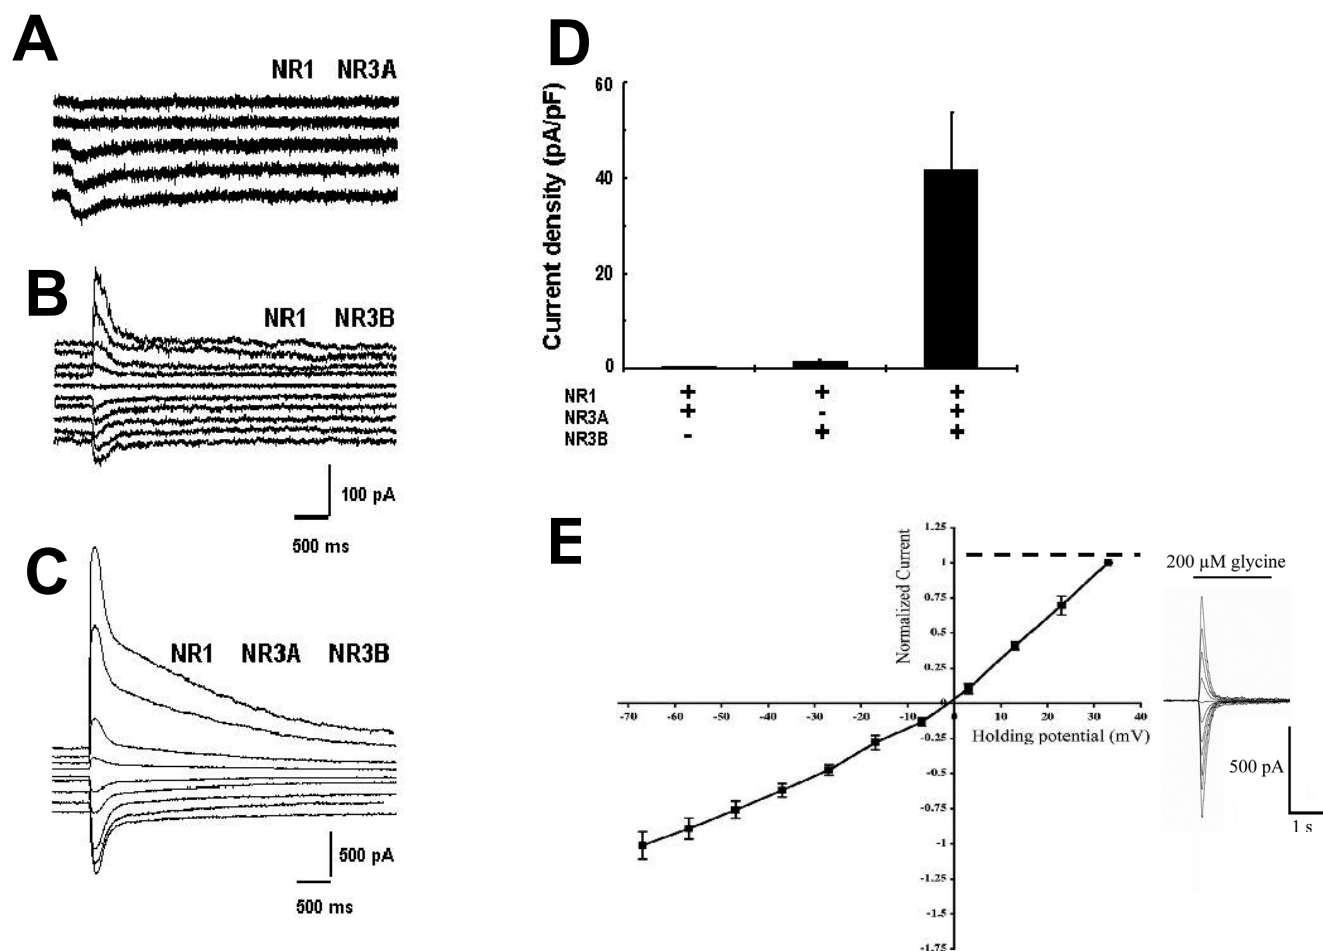 A
NR1 NR3A
B
NR1 NR3B
100 pA
500 ms
C
NR1 NR3A NR3B
500 pA
500 ms
D
Current density (pA/pF)
60
40
20
0
NR1 + + +
NR3A + - +
NR3B - + +
E
Normalized Current
1.25
1
0.75
0.5
0.25
0
-0.25
-0.5
-0.75
-1
-1.25
-1.5
-1.75
-70 -60 -50 -40 -30 -20 -10 0 10 20 30 40
Holding potential (mV)
200 µM glycine
500 pA
1 s